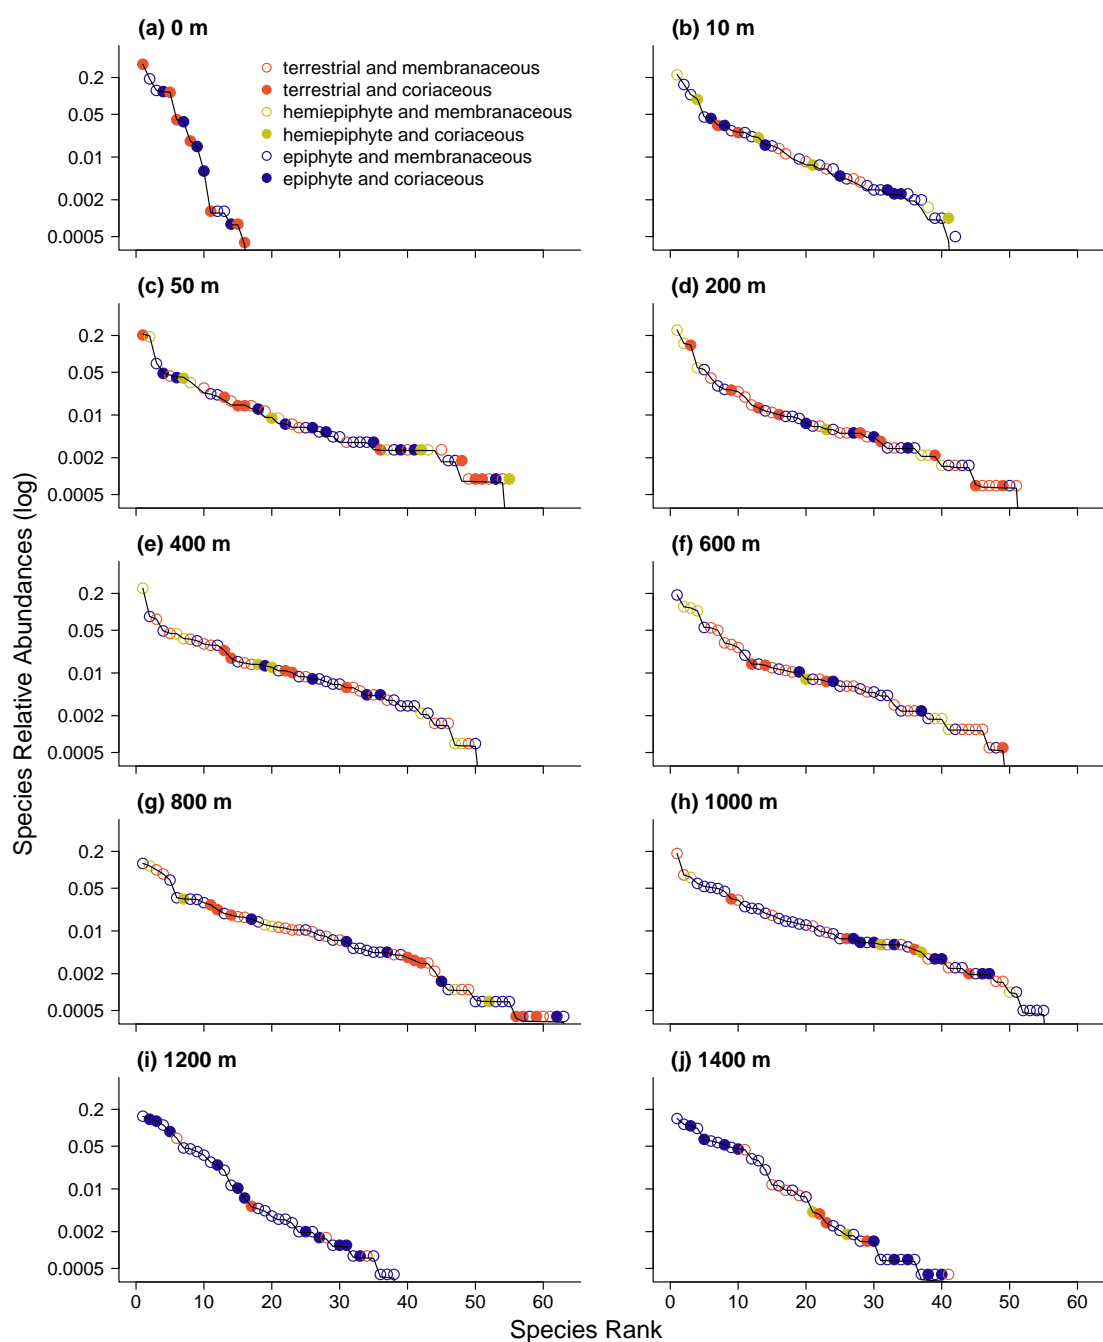 (a) 0 m
(b) 10 m
terrestrial and membranaceous
terrestrial and coriaceous
hemiepiphyte and membranaceous
hemiepiphyte and coriaceous
epiphyte and membranaceous
epiphyte and coriaceous
0.2
0.05
0.01
0.002
0.0005
(c) 50 m
(d) 200 m
0.2
0.05
0.01
0.002
0.0005
(e) 400 m
(f) 600 m
0.2
0.05
0.01
0.002
0.0005
(g) 800 m
(h) 1000 m
0.2
0.05
0.01
0.002
0.0005
(i) 1200 m
(j) 1400 m
0.2
0.05
0.01
0.002
0.0005
0 10 20 30 40 50 60
0 10 20 30 40 50 60
Species Rank
Species Relative Abundances (log)